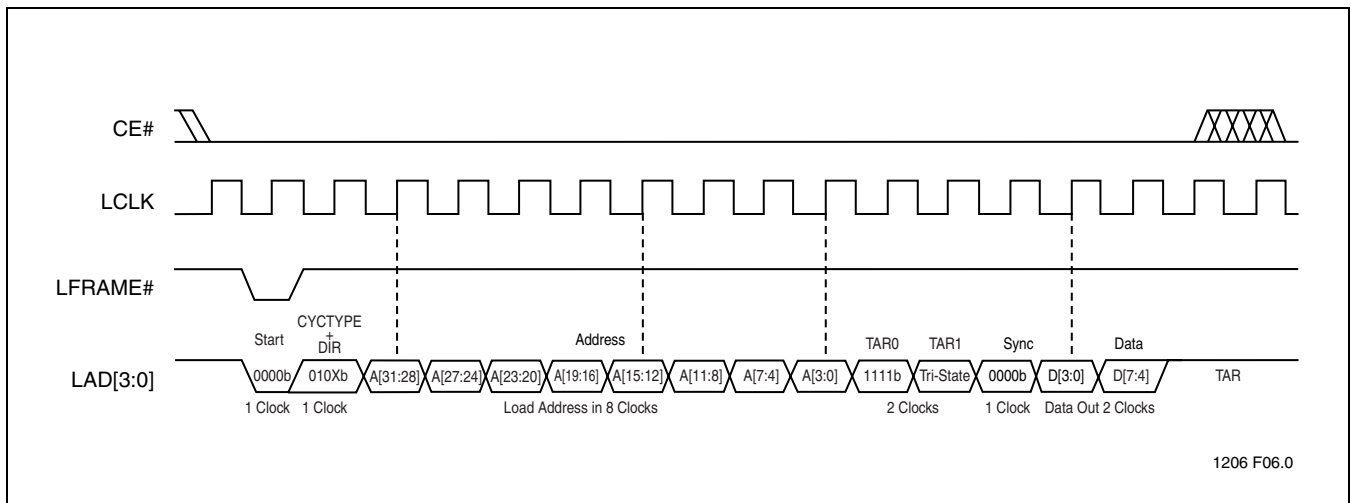 CE#
LCLK
LFRAME#
Start
CYCTYPE
+
DIR
Address
TAR0
TAR1
Sync
Data
LAD[3:0]
0000b
010Xb
A[31:28]
A[27:24]
A[23:20]
A[19:16]
A[15:12]
A[11:8]
A[7:4]
A[3:0]
1111b
Tri-State
0000b
D[3:0]
D[7:4]
TAR
1 Clock
1 Clock
Load Address in 8 Clocks
2 Clocks
1 Clock
Data Out 2 Clocks
1206 F06.0